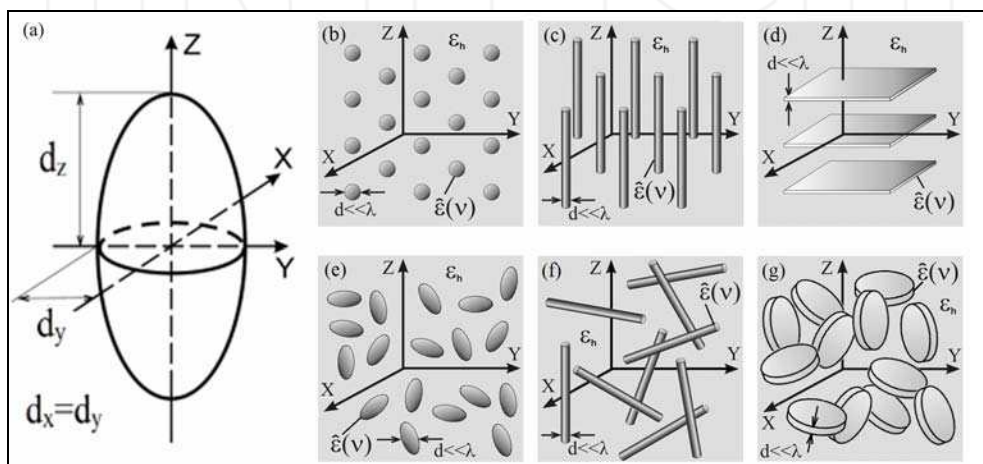 (a)
Z
X
Y
d_z
d_y
d_x=d_y
(b)
Z
ε_h
Y
X
d<<λ
ε̂(ν)
(c)
Z
ε_h
Y
X
d<<λ
ε̂(ν)
(d)
Z
ε_h
d<<λ
Y
X
ε̂(ν)
(e)
Z
ε_h
Y
X
ε̂(ν)
d<<λ
(f)
Z
ε̂(ν)
ε_h
Y
X
d<<λ
(g)
Z
ε̂(ν)
ε_h
Y
X
d<<λ